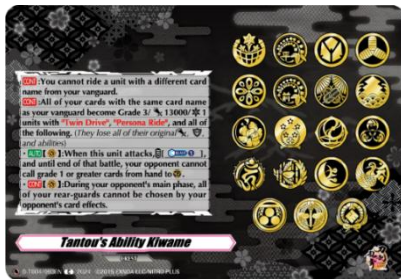 CONT:You cannot ride a unit with a different card
name from your vanguard.
CONT:All of your cards with the same card name
as your vanguard become Grade 3/ 13000/ 1
units with "Twin Drive", "Persona Ride", and all of
the following. (They lose all of their original , ,
and abilities)
・AUTO[ ]:When this unit attacks, [ ],
and until end of that battle, your opponent cannot
call grade 1 or greater cards from hand to .
・CONT[ ]:During your opponent's main phase, all
of your rear-guards cannot be chosen by your
opponent's card effects.
Tantou's Ability Kiwame